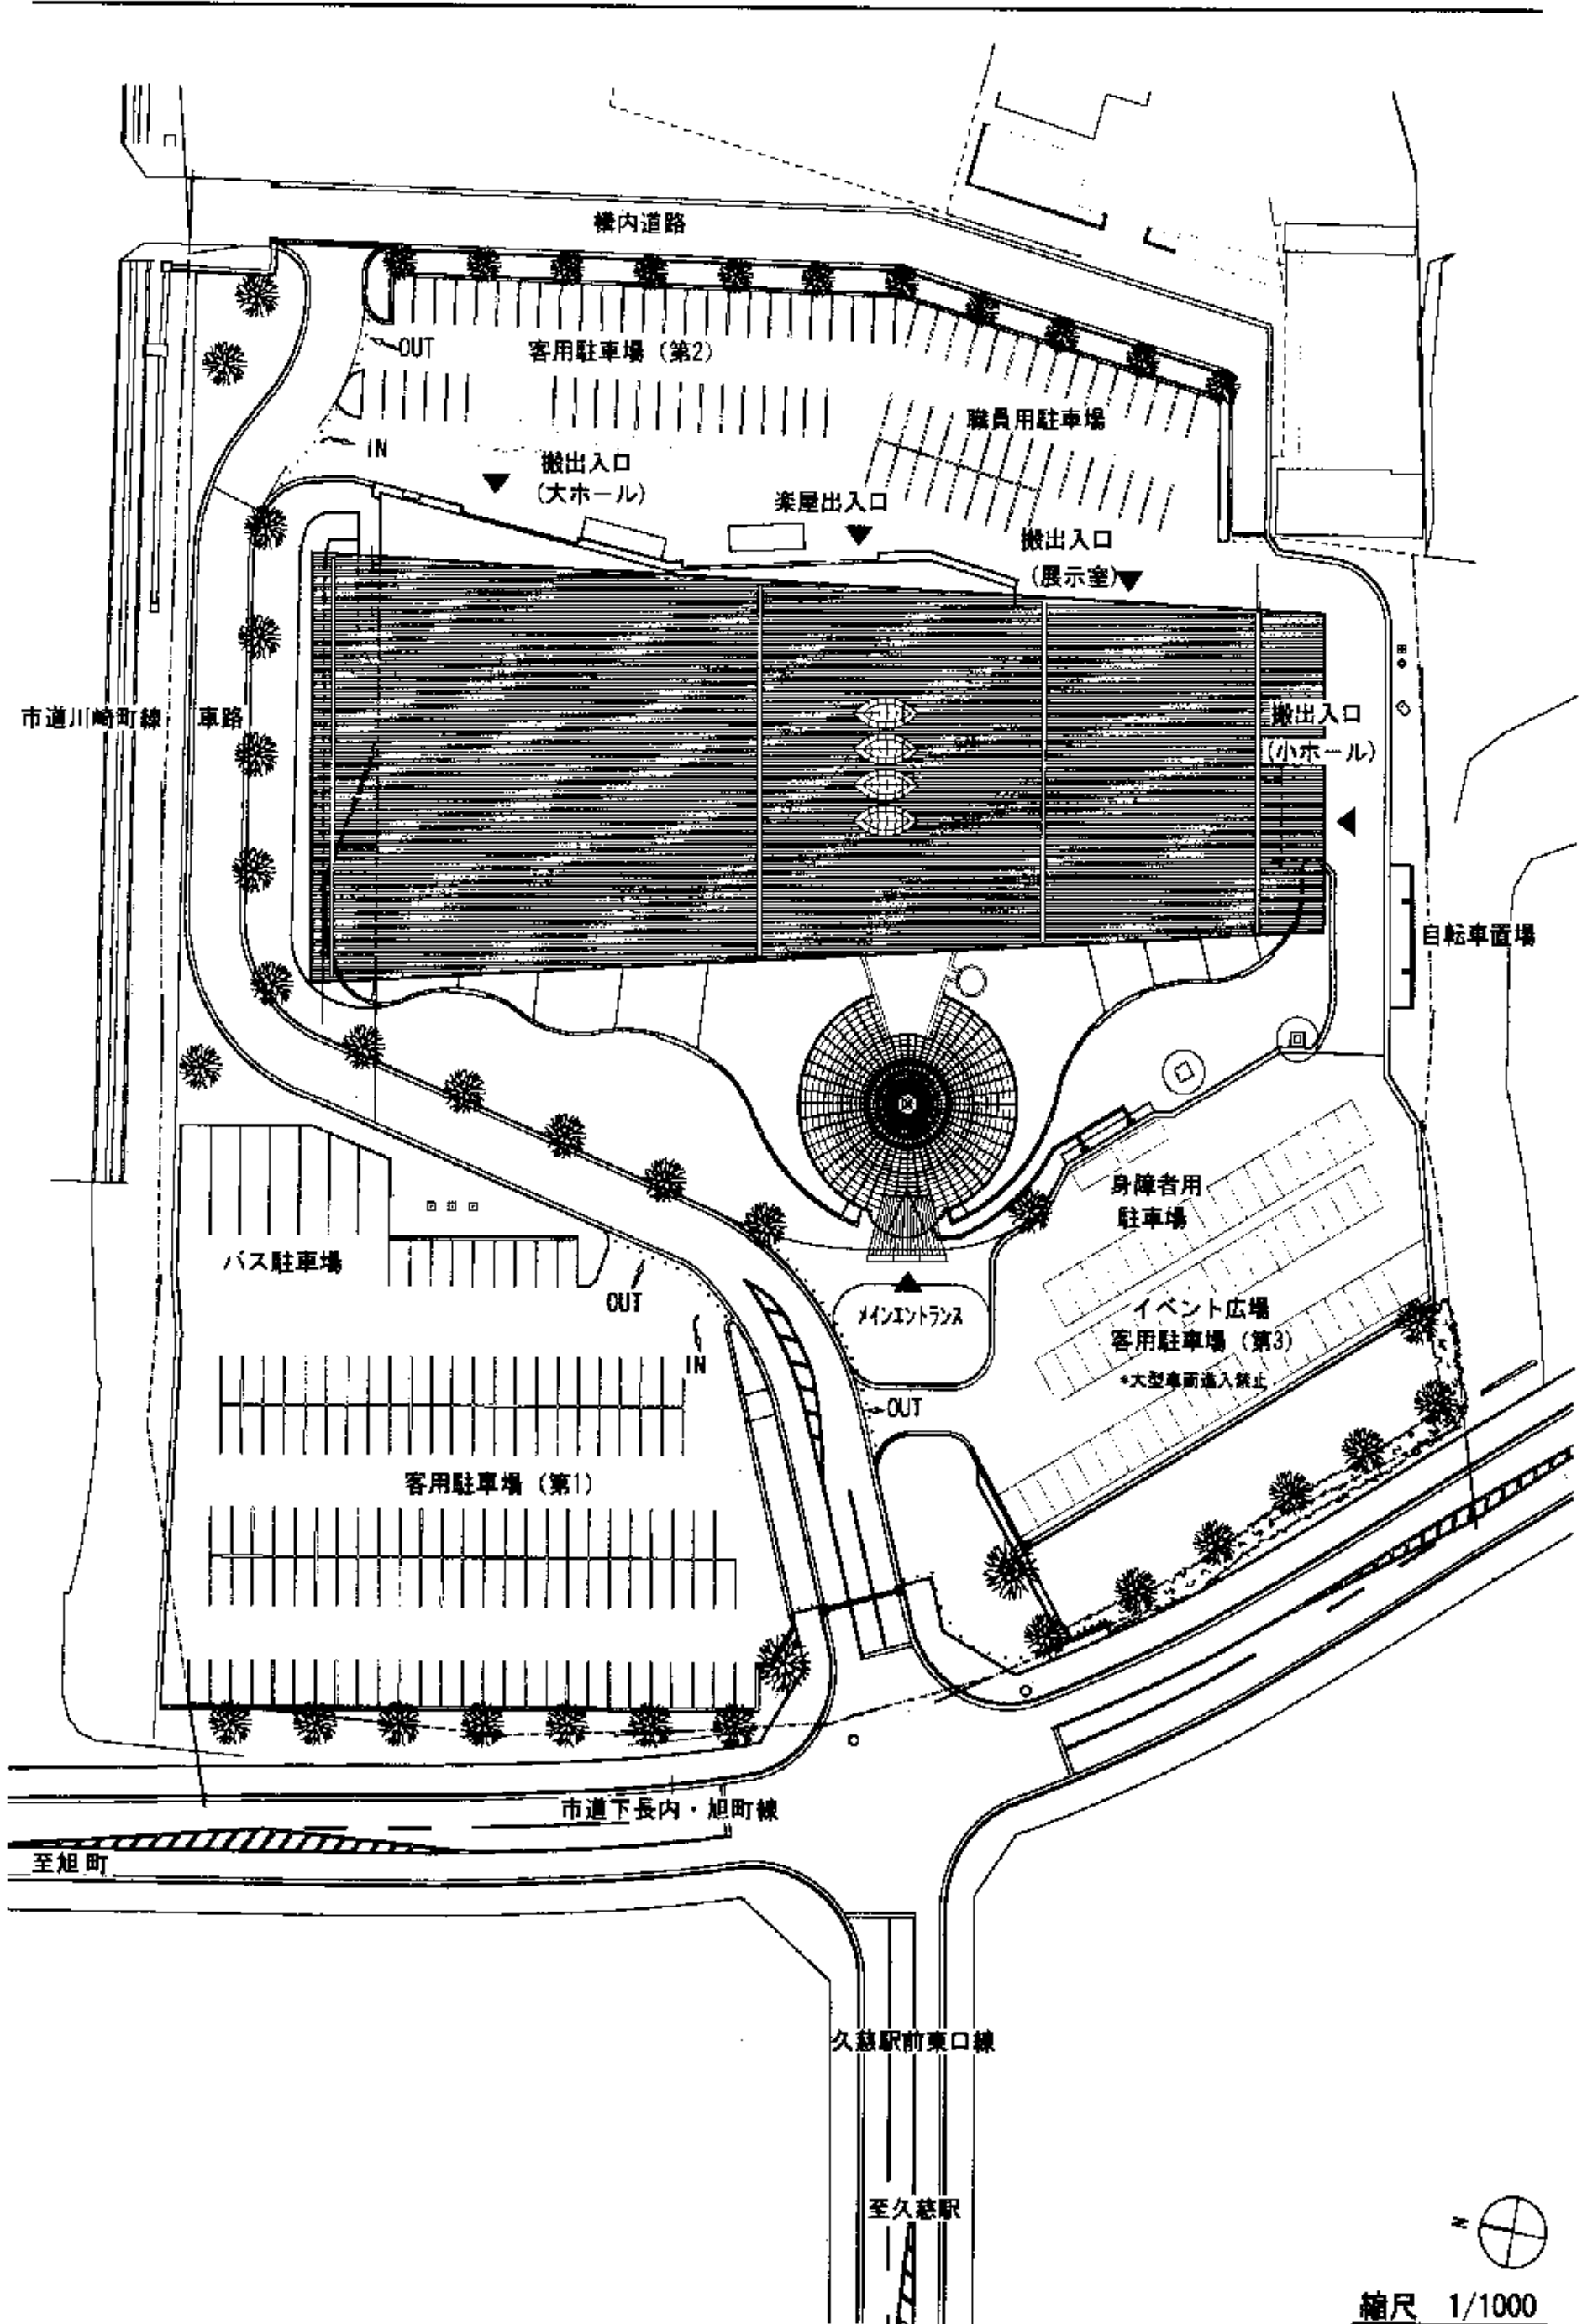 構内道路
OUT
客用駐車場（第2）
職員用駐車場
IN
搬出入口
（大ホール）
楽屋出入口
搬出入口
（展示室）
市道川崎町線
車路
搬出入口
（小ホール）
自転車置場
身障者用
駐車場
バス駐車場
OUT
メインエントランス
イベント広場
客用駐車場（第3）
*大型車両進入禁止
IN
OUT
客用駐車場（第1）
市道下長内・旭町線
至旭町
久慈駅前東口線
至久慈駅
N
縮尺 1/1000